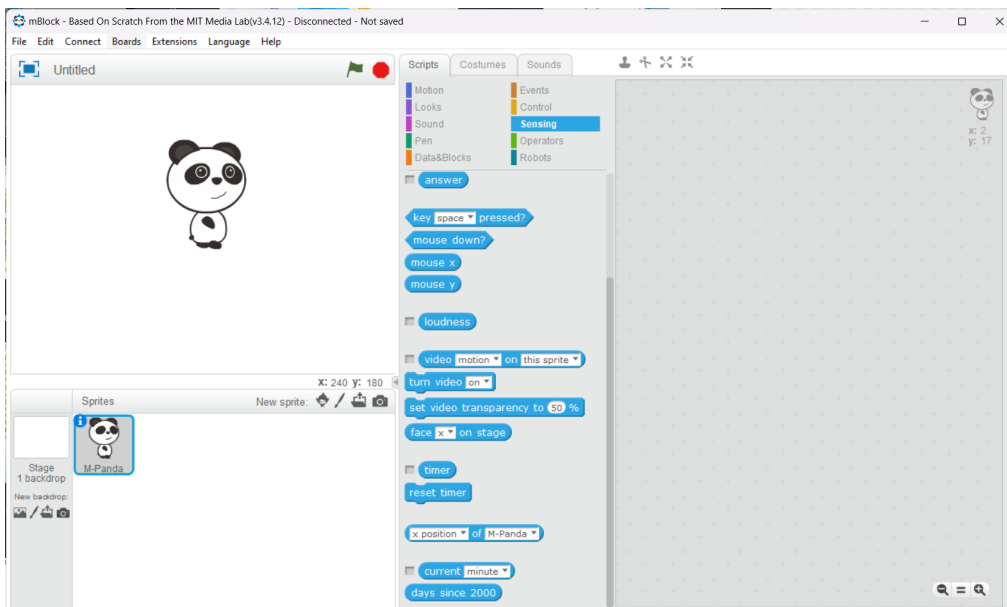 mBlock - Based On Scratch From the MIT Media Lab(v3.4.12) - Disconnected - Not saved
File Edit Connect Boards Extensions Language Help
Untitled
X: 240 Y: 180
Sprites
New sprite:
Stage
1 backdrop
New backdrop:
M-Panda
Scripts Costumes Sounds
Motion Events
Looks Control
Sound Sensing
Pen Operators
Data&Blocks Robots
answer
key space pressed?
mouse down?
mouse x
mouse y
loudness
video motion on this sprite
turn video on
set video transparency to 50 %
face x on stage
timer
reset timer
x position of M-Panda
current minute
days since 2000
x: 2
y: 17